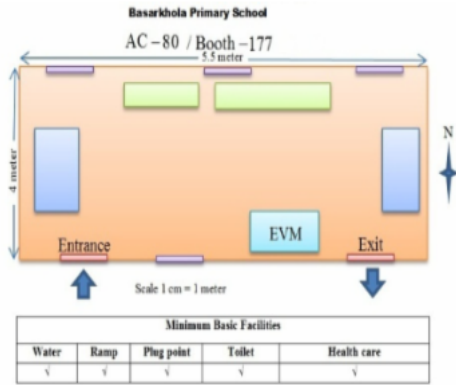 Basarkhola Primary School
AC-80 / Booth-177
5.5 meter
4 meter
N
EVM
Entrance
Exit
Scale 1 cm = 1 meter
Minimum Basic Facilities
Water Ramp Plug point Toilet Health care
√ √ √ √ √